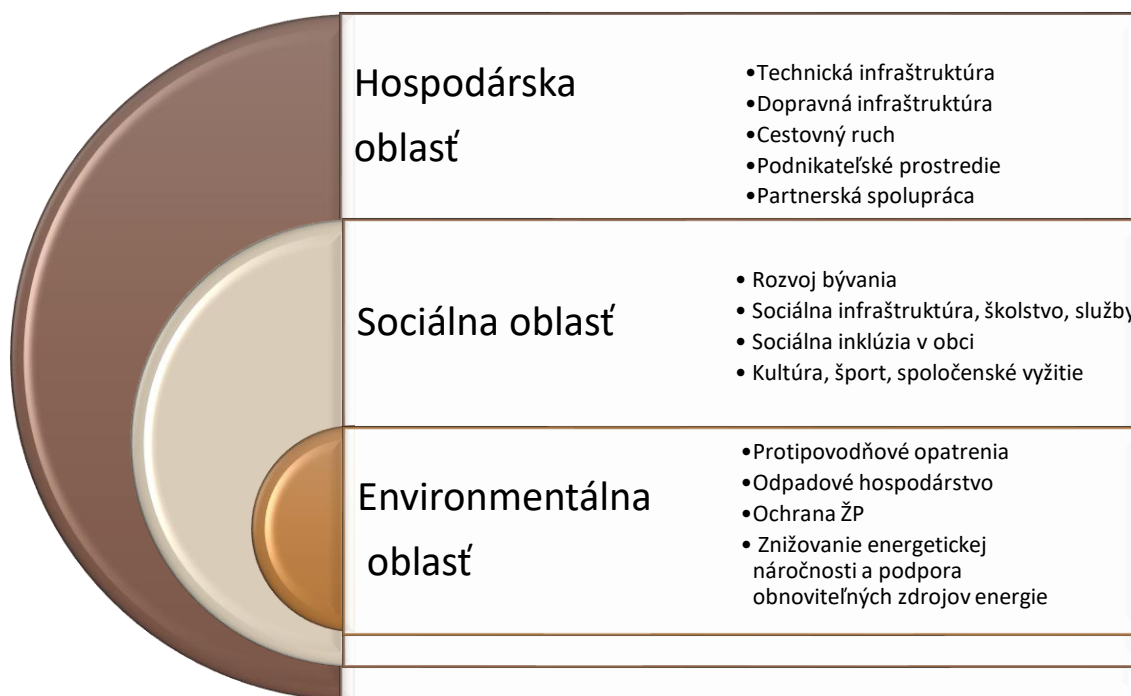 Hospodárska
oblasť
•Technická infraštruktúra
•Dopravná infraštruktúra
•Cestovný ruch
•Podnikateľské prostredie
•Partnerská spolupráca
Sociálna oblasť
• Rozvoj bývania
• Sociálna infraštruktúra, školstvo, služby
• Sociálna inklúzia v obci
• Kultúra, šport, spoločenské vyžitie
Environmentálna
oblasť
•Protipovodňové opatrenia
•Odpadové hospodárstvo
•Ochrana ŽP
• Znižovanie energetickej
náročnosti a podpora
obnoviteľných zdrojov energie